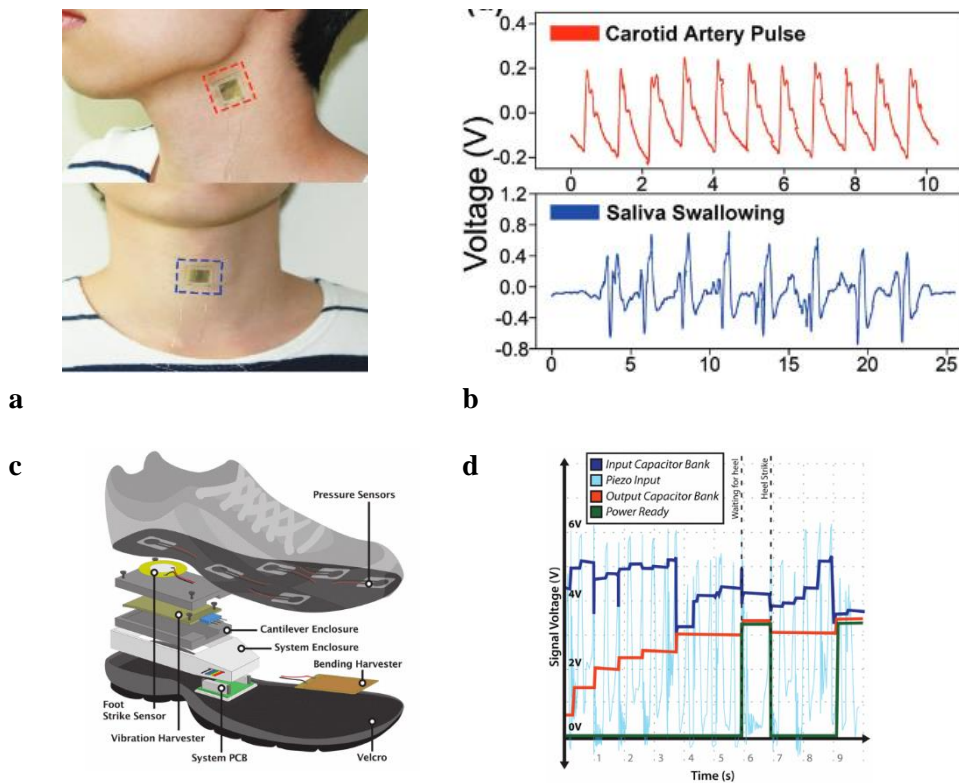 (a)
Carotid Artery Pulse
0.4
0.2
0.0
-0.2
0 2 4 6 8 10
Voltage (V)
Saliva Swallowing
1.2
0.8
0.4
0.0
-0.4
-0.8
0 5 10 15 20 25
a
b
c
Pressure Sensors
Cantilever Enclosure
System Enclosure
Bending Harvester
Foot
Strike Sensor
Vibration Harvester
System PCB
Velcro
d
Input Capacitor Bank
Piezo Input
Output Capacitor Bank
Power Ready
Waiting for heel
Heel Strike
6V
4V
2V
0V
Signal Voltage (V)
1 2 3 4 5 6 7 8 9
Time (s)